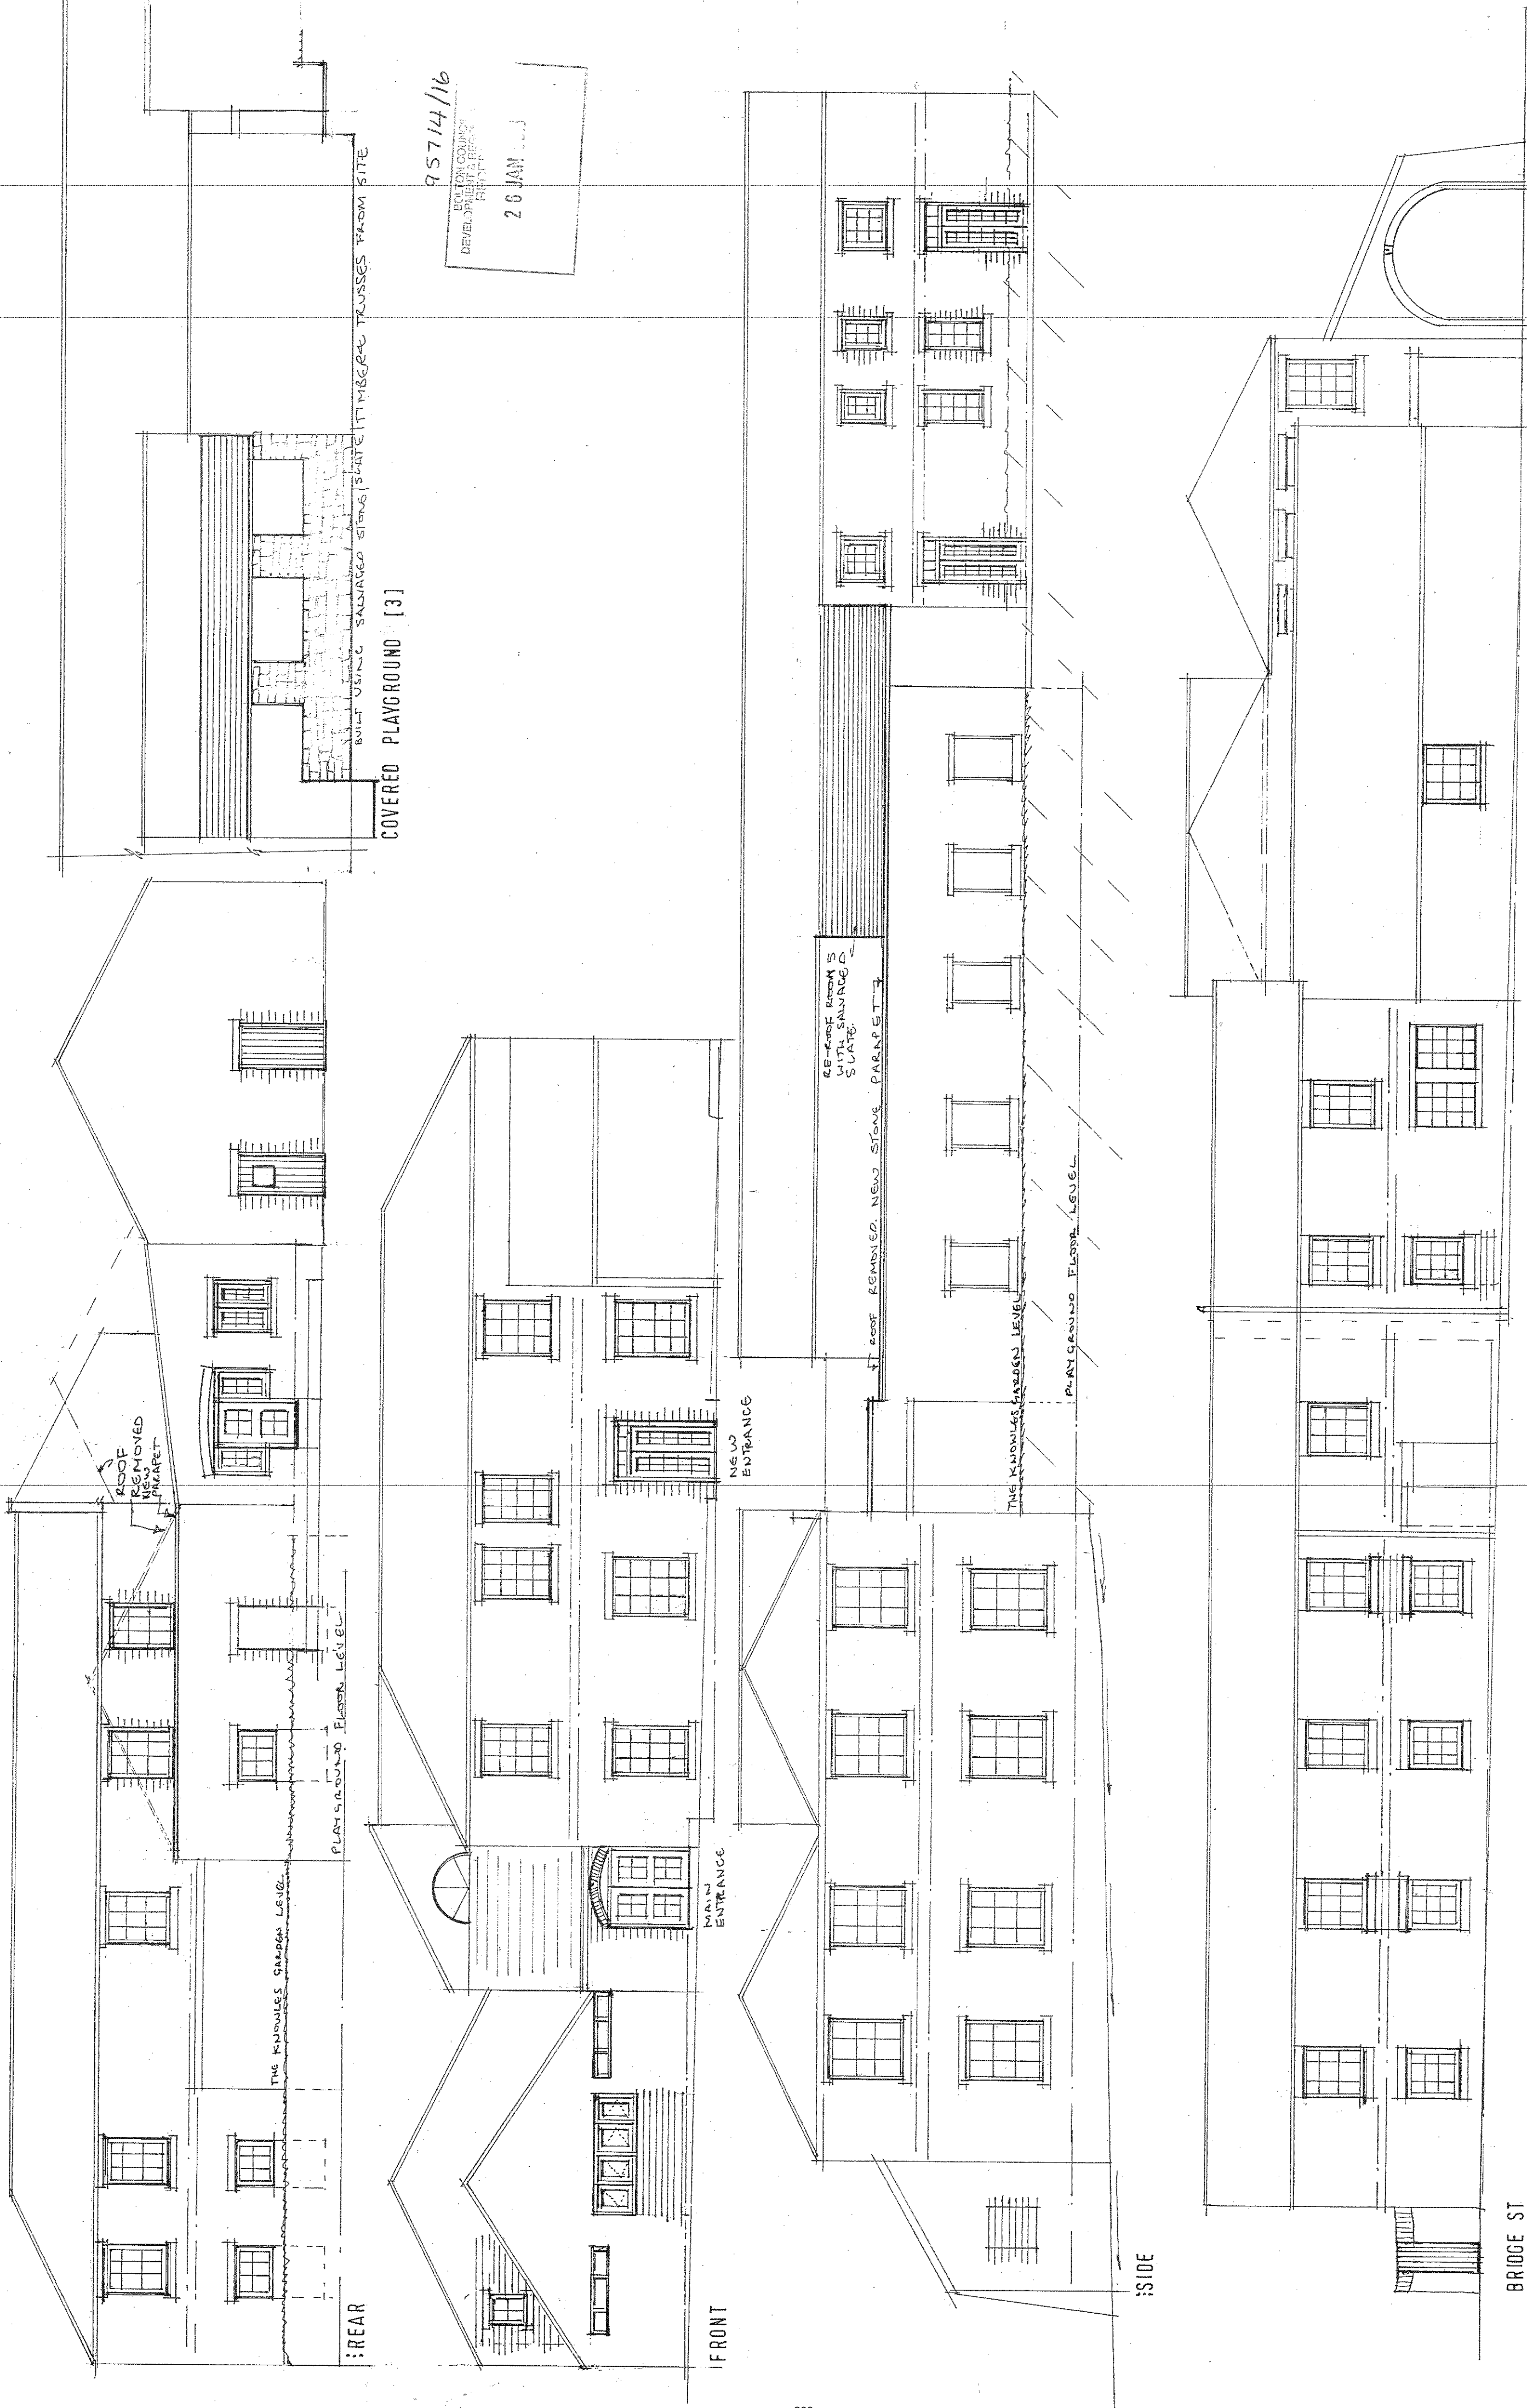 95714/16
BOLTON COUNCIL
26 JAN
BUILT USING SALVAGED STONE/SLATE/TIMBER & TRUSSES FROM SITE
COVERED PLAYGROUND [3]
ROOF
REMOVED
NEW
PARAPET
THE KNOWLES GARDEN LEVEL
PLAYGROUND FLOOR LEVEL
REAR
MAIN
ENTRANCE
NEW
ENTRANCE
FRONT
RE-ROOF ROOM 5
WITH SALVAGED
SLATE
ROOF REMOVED. NEW STONE PARAPET
THE KNOWLES GARDEN LEVEL
PLAYGROUND FLOOR LEVEL
SIDE
BRIDGE ST